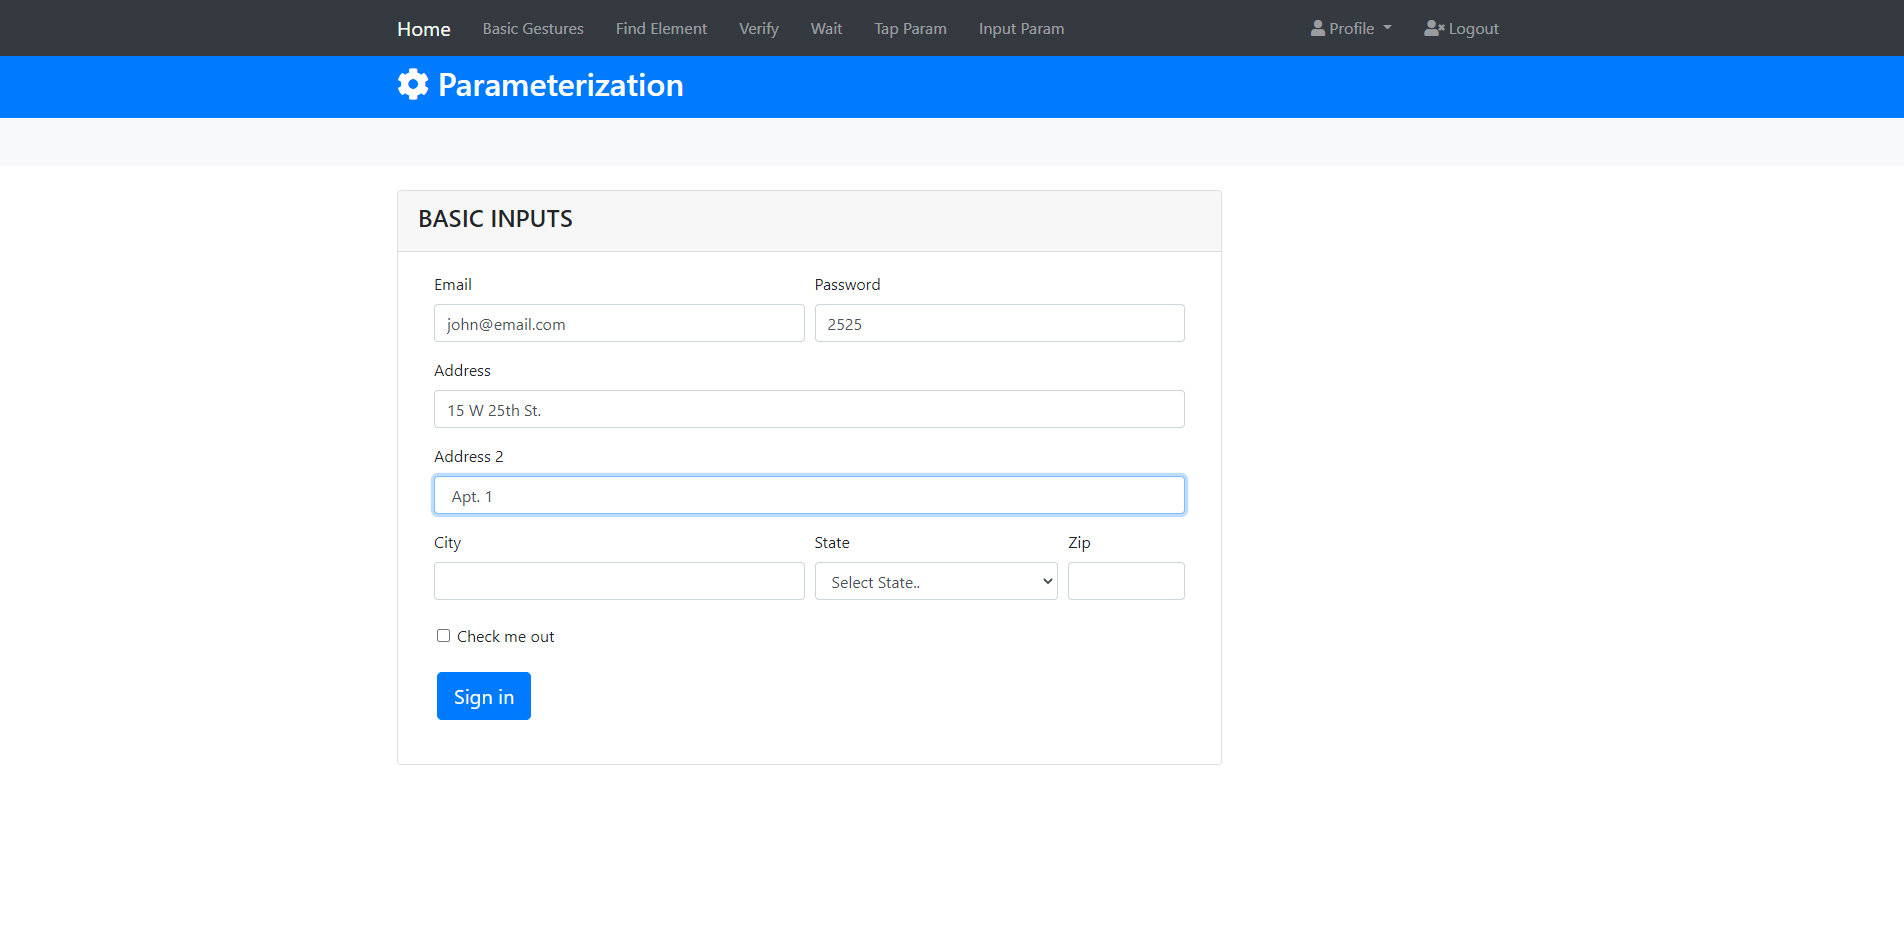 Home Basic Gestures Find Element Verify Wait Tap Param Input Param Profile Logout
Parameterization
BASIC INPUTS
Email Password
john@email.com 2525
Address
15 W 25th St.
Address 2
Apt. 1
City State Zip
Select State..
Check me out
Sign in